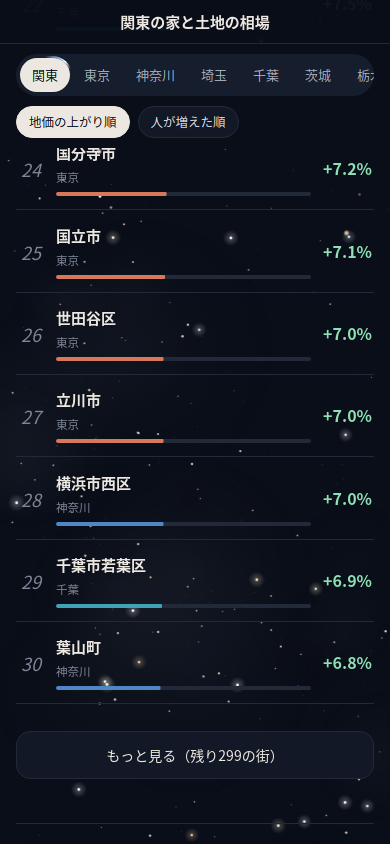 関東の家と土地の相場
関東
東京
神奈川
埼玉
千葉
茨城
地価の上がり順
人が増えた順
24
国分寺市
東京
+7.2%
25
国立市
東京
+7.1%
26
世田谷区
東京
+7.0%
27
立川市
東京
+7.0%
28
横浜市西区
神奈川
+7.0%
29
千葉市若葉区
千葉
+6.9%
30
葉山町
神奈川
+6.8%
もっと見る（残り299の街）